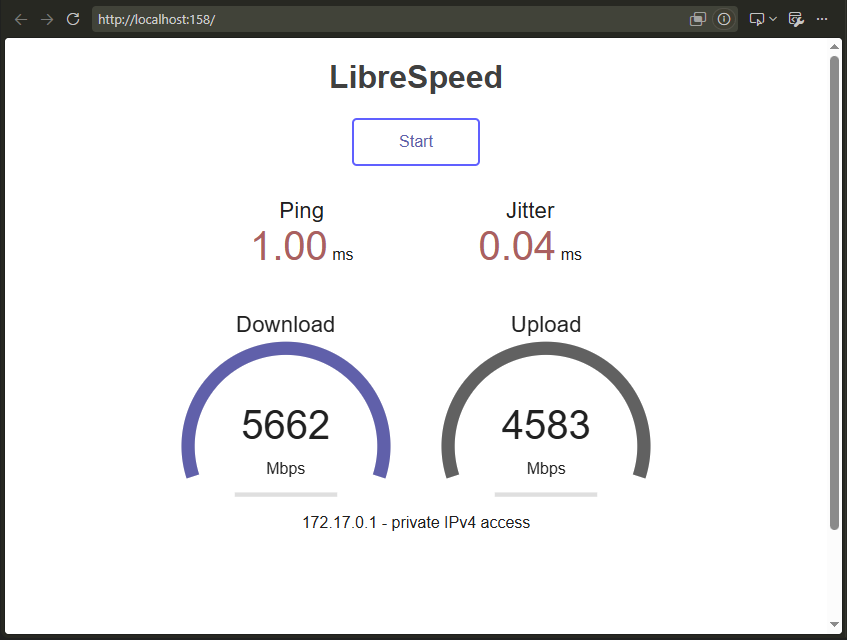 http://localhost:158/
LibreSpeed
Start
Ping
Jitter
1.00 ms
0.04 ms
Download
Upload
5662
4583
Mbps
Mbps
172.17.0.1 - private IPv4 access